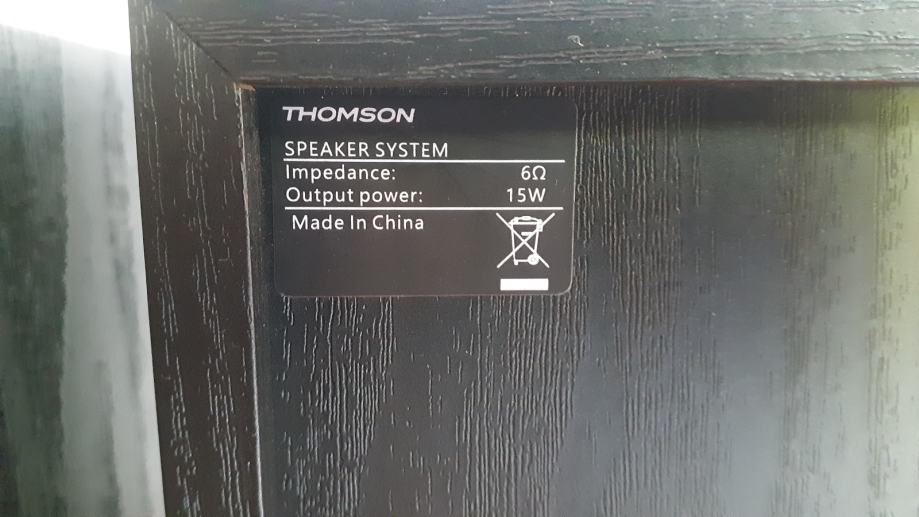 THOMSON
SPEAKER SYSTEM
Impedance: 6Ω
Output power: 15W
Made In China